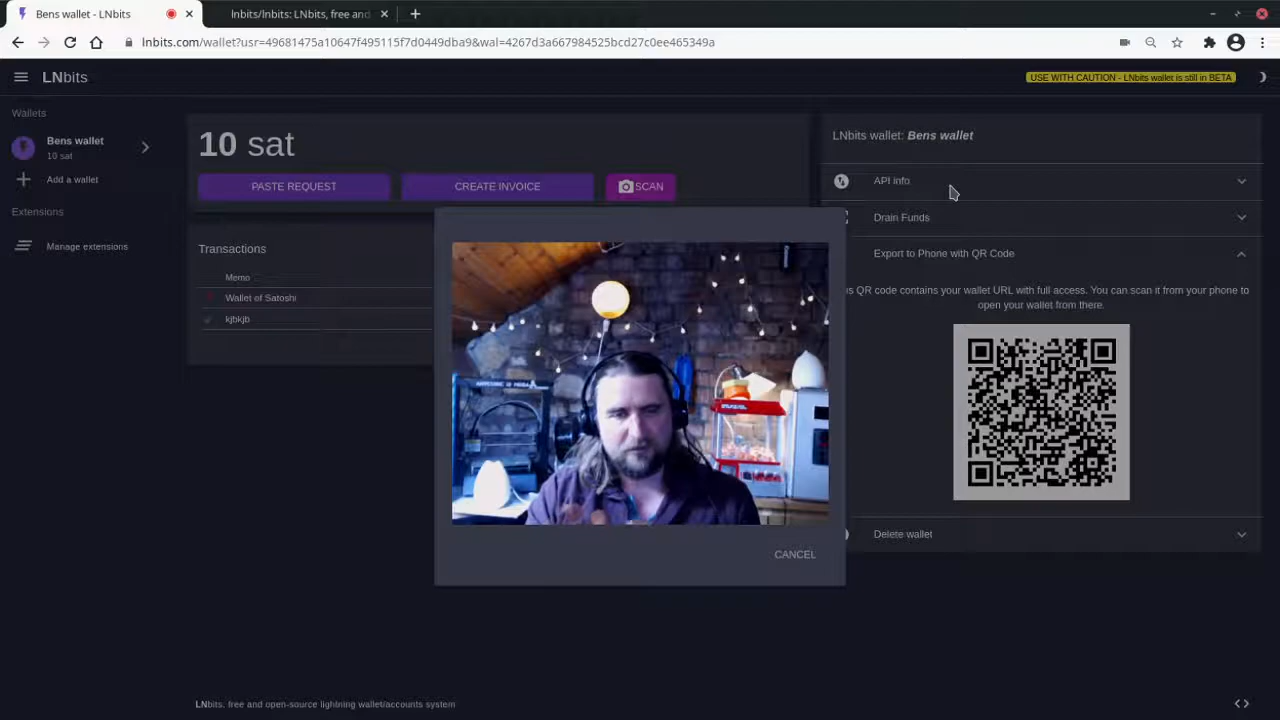 Bens wallet - LNbits
lnbits/lnbits: LNbits, free and
lnbits.com/wallet?usr=49681475a10647f495115f7d0449dba9&wal=4267d3a667984525bcd27c0ee465349a
LNbits
USE WITH CAUTION - LNbits wallet is still in BETA
Wallets
Bens wallet
10 sat
Add a wallet
Extensions
Manage extensions
10 sat
PASTE REQUEST
CREATE INVOICE
SCAN
Transactions
Memo
Wallet of Satoshi
kjbkjb
CANCEL
LNbits wallet: Bens wallet
API info
Drain Funds
Export to Phone with QR Code
QR code contains your wallet URL with full access. You can scan it from your phone to
open your wallet from there.
Delete wallet
LNbits, free and open-source lightning wallet/accounts system